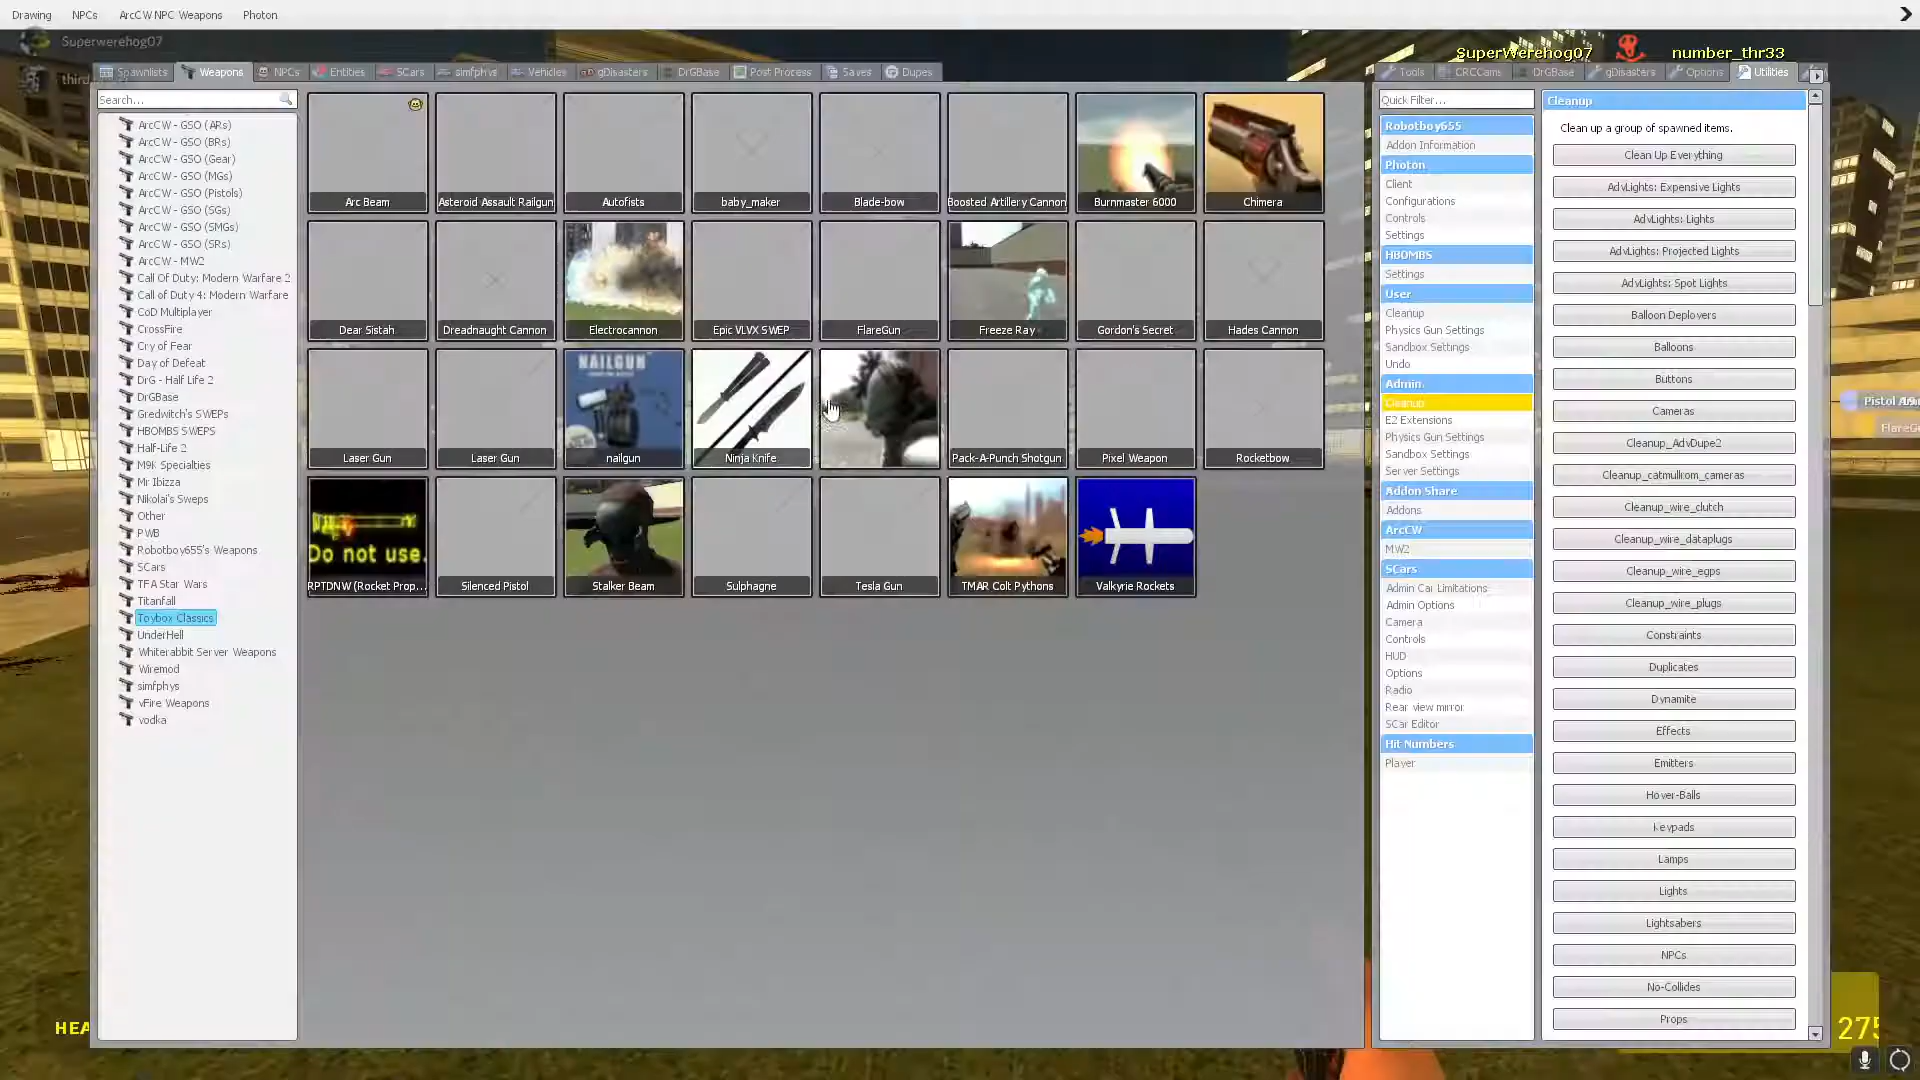 Drawing NPCs ArcCW NPC Weapons Photon
Superwerehog07
third
SuperWerehog07 number_thr33
Spawnlists Weapons NPCs Entities SCars simfphys Vehicles gDisasters DrGBase Post Process Saves Dupes
Tools CRCCams DrGBase gDisasters Options Utilities
Search...
ArcCW - GSO (ARs)
ArcCW - GSO (BRs)
ArcCW - GSO (Gear)
ArcCW - GSO (MGs)
ArcCW - GSO (Pistols)
ArcCW - GSO (SGs)
ArcCW - GSO (SMGs)
ArcCW - GSO (SRs)
ArcCW - MW2
Call Of Duty: Modern Warfare 2
Call of Duty 4: Modern Warfare
CoD Multiplayer
CrossFire
Cry of Fear
Day of Defeat
DrG - Half Life 2
DrGBase
Gredwitch's SWEPs
HBOMBS SWEPS
Half-Life 2
M9K Specialties
Mr Ibizza
Nikolai's Sweps
Other
PWB
Robotboy655's Weapons
SCars
TFA Star Wars
Titanfall
Toybox Classics
UnderHell
Whiterabbit Server Weapons
Wiremod
simfphys
vFire Weapons
vodka
Arc Beam
Asteroid Assault Railgun
Autofists
baby_maker
Blade-bow
Boosted Artillery Cannon
Burnmaster 6000
Chimera
Dear Sistah
Dreadnaught Cannon
Electrocannon
Epic VLVX SWEP
FlareGun
Freeze Ray
Gordon's Secret
Hades Cannon
Laser Gun
Laser Gun
NAILGUN
nailgun
Ninja Knife
Pack-A-Punch Shotgun
Pixel Weapon
Rocketbow
Do not use.
RPTDNW (Rocket Prop...
Silenced Pistol
Stalker Beam
Sulphagne
Tesla Gun
TMAR Colt Pythons
Valkyrie Rockets
Quick Filter...
Robotboy655
Addon Information
Photon
Client
Configurations
Controls
Settings
HBOMBS
Settings
User
Cleanup
Physics Gun Settings
Sandbox Settings
Undo
Admin
Cleanup
E2 Extensions
Physics Gun Settings
Sandbox Settings
Server Settings
Addon Share
Addons
ArcCW
MW2
SCars
Admin Car Limitations
Admin Options
Camera
Controls
HUD
Options
Radio
Rear view mirror
SCar Editor
Hit Numbers
Player
Cleanup
Clean up a group of spawned items.
Clean Up Everything
AdvLights: Expensive Lights
AdvLights: Lights
AdvLights: Projected Lights
AdvLights: Spot Lights
Balloon Deployers
Balloons
Buttons
Cameras
Cleanup_AdvDupe2
Cleanup_catmullrom_cameras
Cleanup_wire_clutch
Cleanup_wire_dataplugs
Cleanup_wire_egps
Cleanup_wire_plugs
Constraints
Duplicates
Dynamite
Effects
Emitters
Hover-Balls
Keypads
Lamps
Lights
Lightsabers
NPCs
No-Collides
Props
Pistol
FlareG
HEA
275